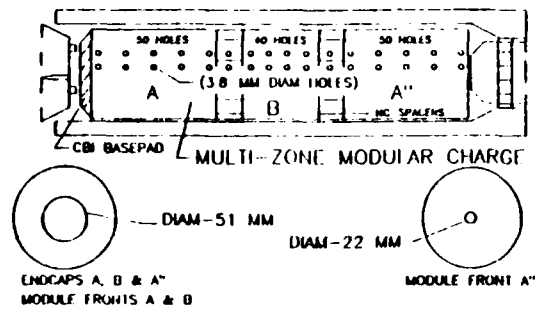 50 HOLES 40 HOLES 50 HOLES
(3.8 MM DIAM HOLES)
A B A"
NC SPACERS
CBI BASEPAD
MULTI-ZONE MODULAR CHARGE
DIAM-51 MM
DIAM-22 MM
ENDCAPS A, B & A"
MODULE FRONTS A & B
MODULE FRONT A"